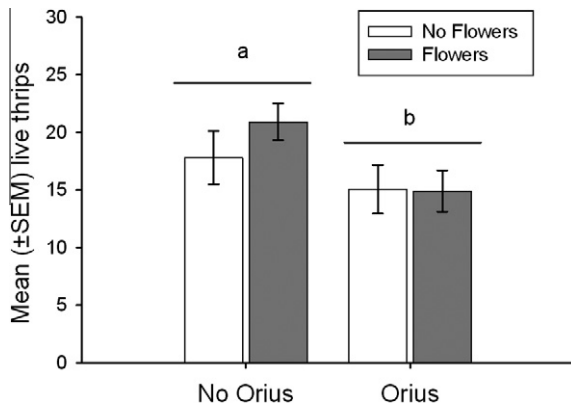 Mean (±SEM) live thrips
30
25
20
15
10
5
0
No Flowers
Flowers
a
b
No Orius
Orius